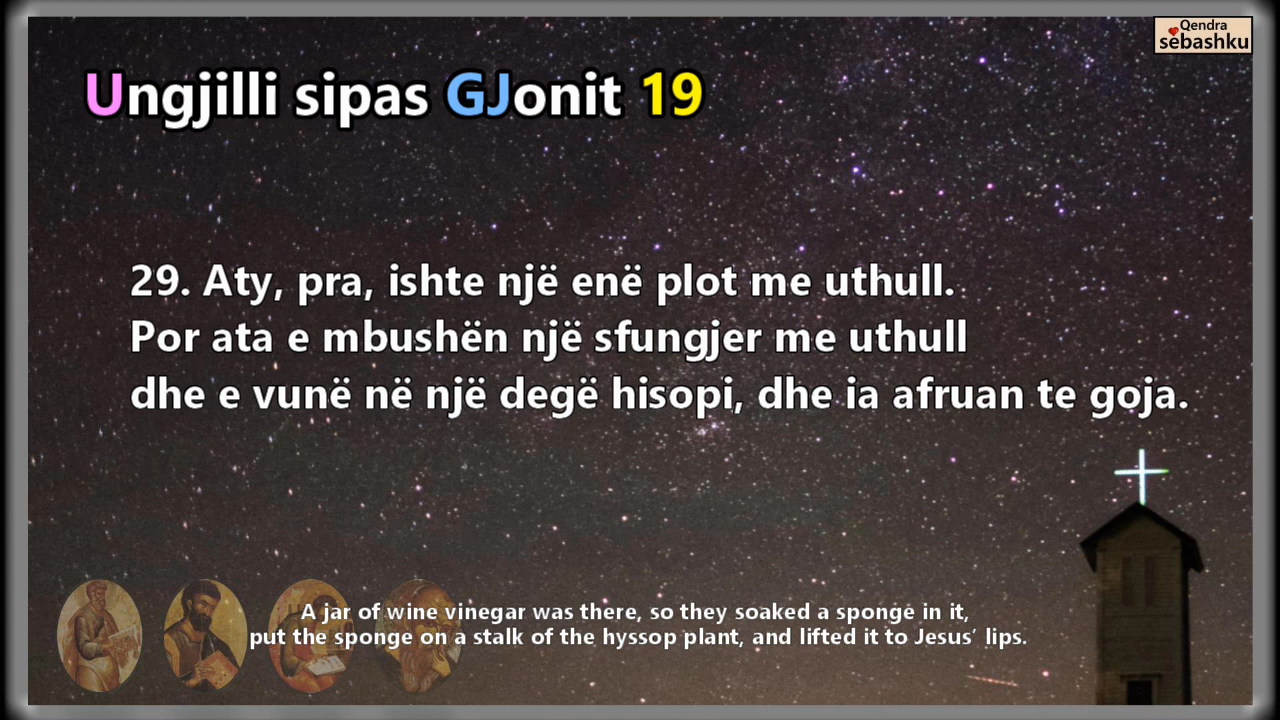 Qendra
sebashku
Ungjilli sipas GJonit 19
29. Aty, pra, ishte një enë plot me uthull.
Por ata e mbushën një sfungjer me uthull
dhe e vunë në një degë hisopi, dhe ia afruan te goja.
A jar of wine vinegar was there, so they soaked a sponge in it,
put the sponge on a stalk of the hyssop plant, and lifted it to Jesus’ lips.